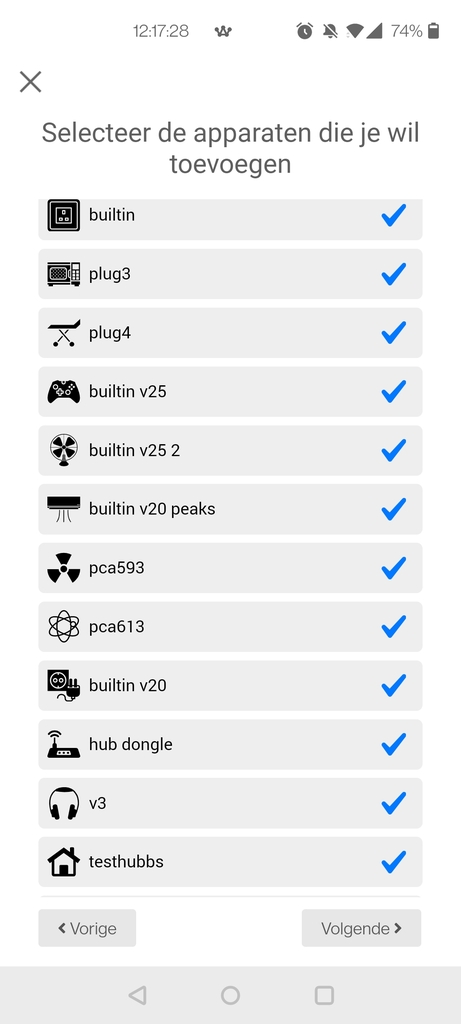 12:17:28
74%
Selecteer de apparaten die je wil
toevoegen
builtin
plug3
plug4
builtin v25
builtin v25 2
builtin v20 peaks
pca593
pca613
builtin v20
hub dongle
v3
testhubbs
Vorige
Volgende